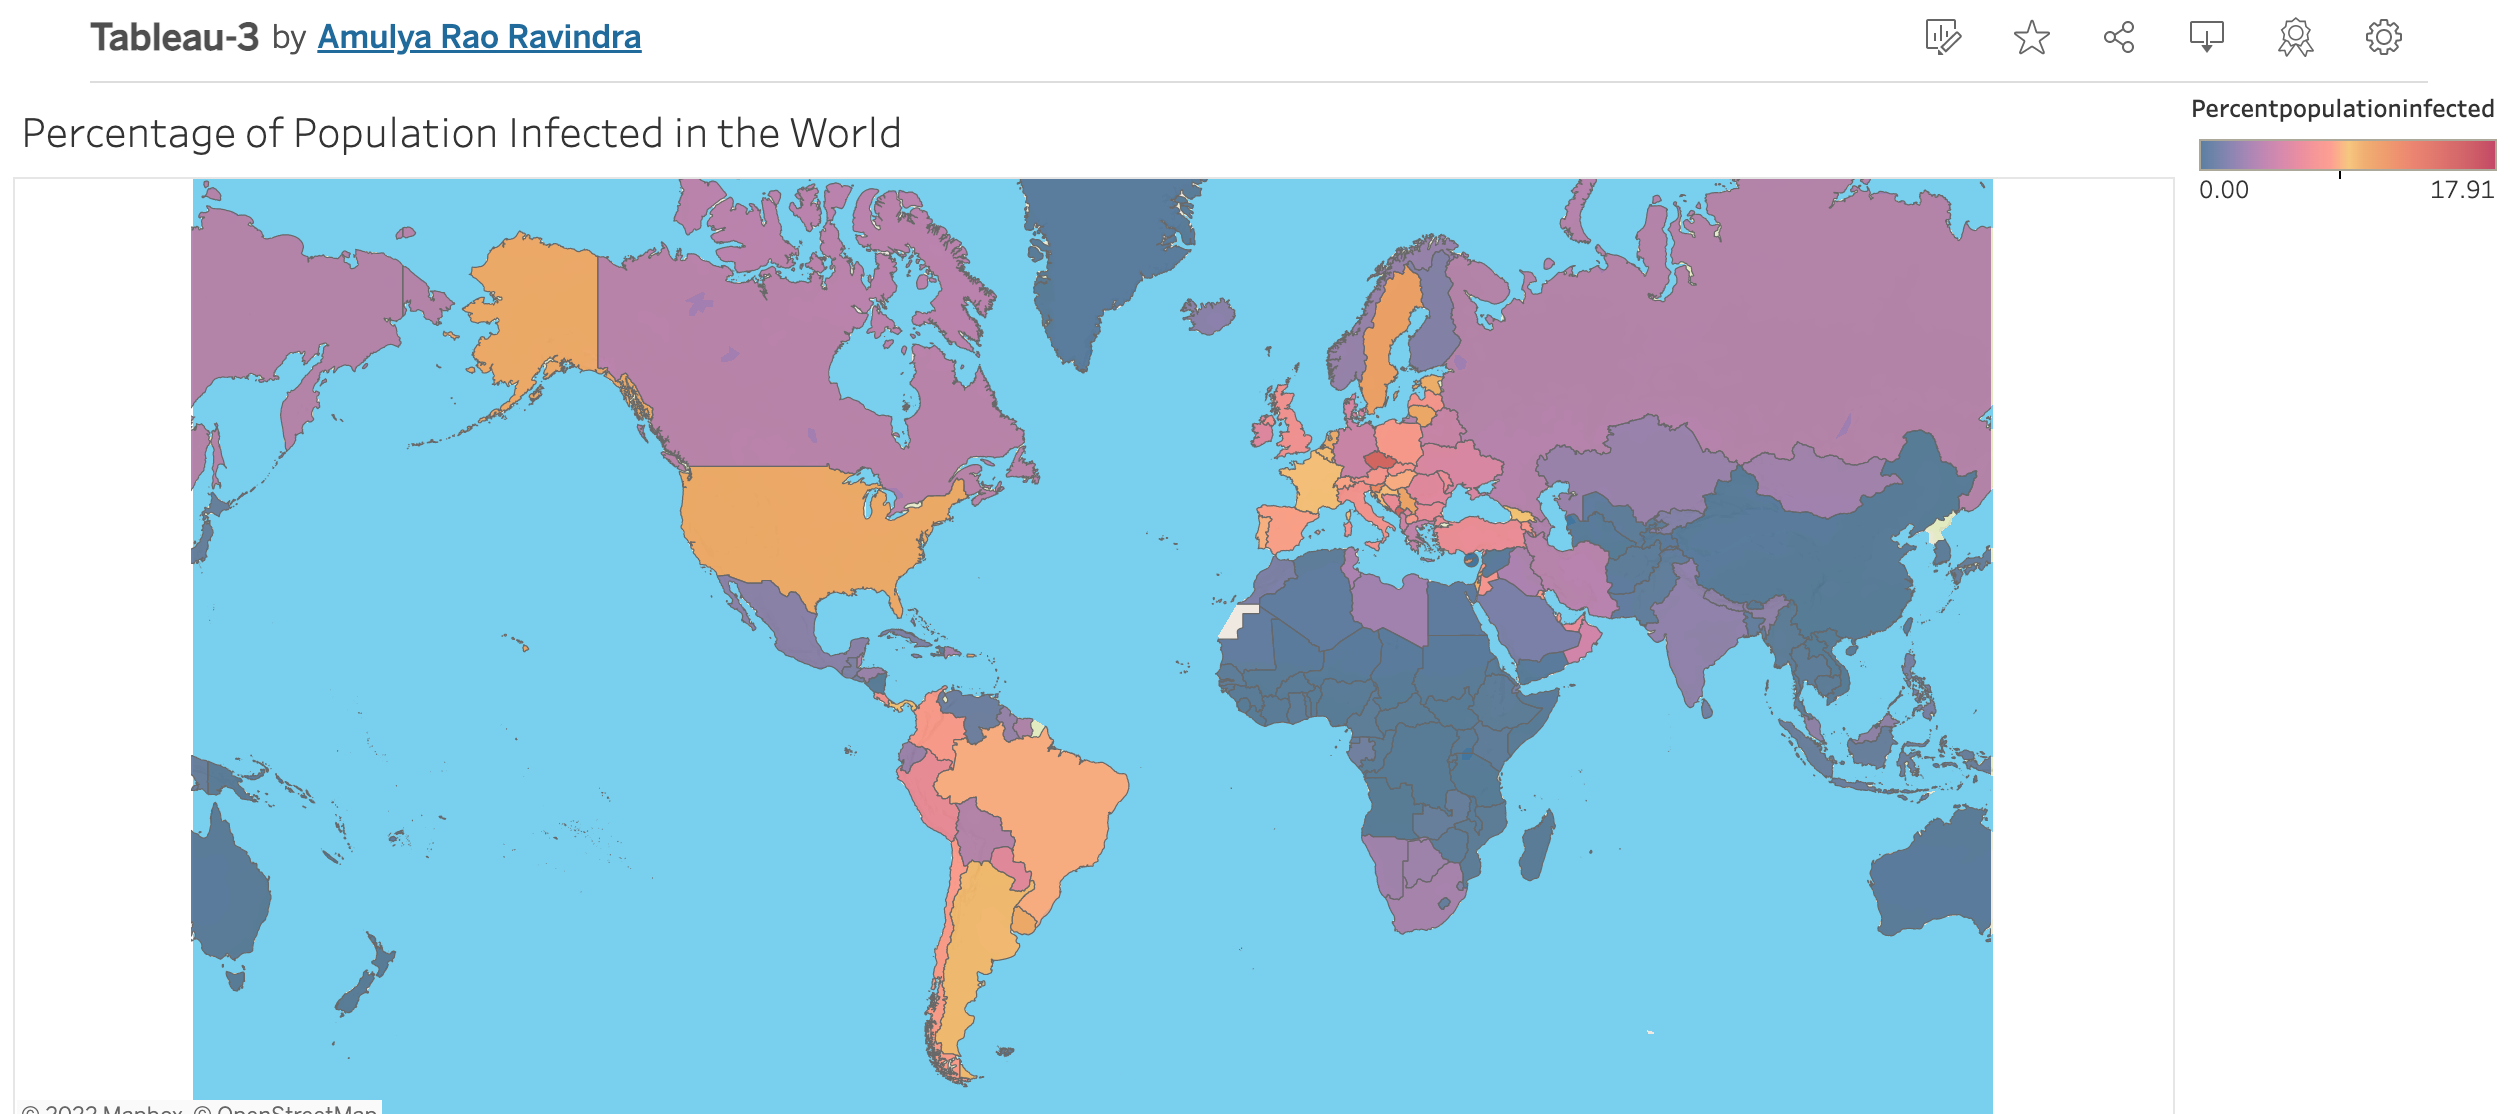 Tableau-3 by Amulya Rao Ravindra
Percentage of Population Infected in the World
Percentpopulationinfected
0.00 17.91
© 2022 Mapbox © OpenStreetMap